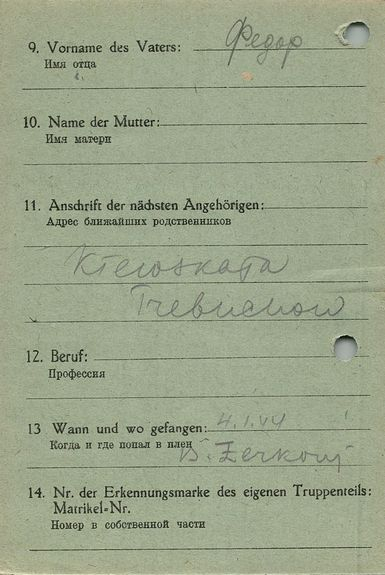 9. Vorname des Vaters: Федор
Имя отца
10. Name der Mutter:
Имя матери
11. Anschrift der nächsten Angehörigen:
Адрес ближайших родственников
Kiewskaja
Trebuchow
12. Beruf:
Профессия
13 Wann und wo gefangen: 4.1.44
Когда и где попал в плен
14. Nr. der Erkennungsmarke des eigenen Truppenteils:
Matrikel-Nr.
Номер в собственной части